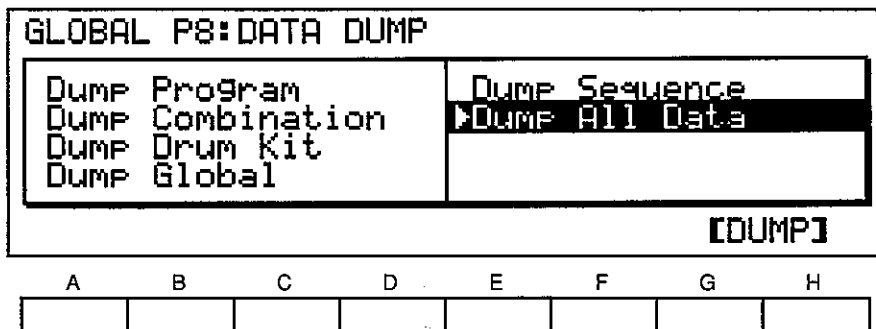 GLOBAL P8:DATA DUMP
Dump Program
Dump Combination
Dump Drum Kit
Dump Global
Dump Sequence
▶Dump All Data
[DUMP]
A B C D E F G H